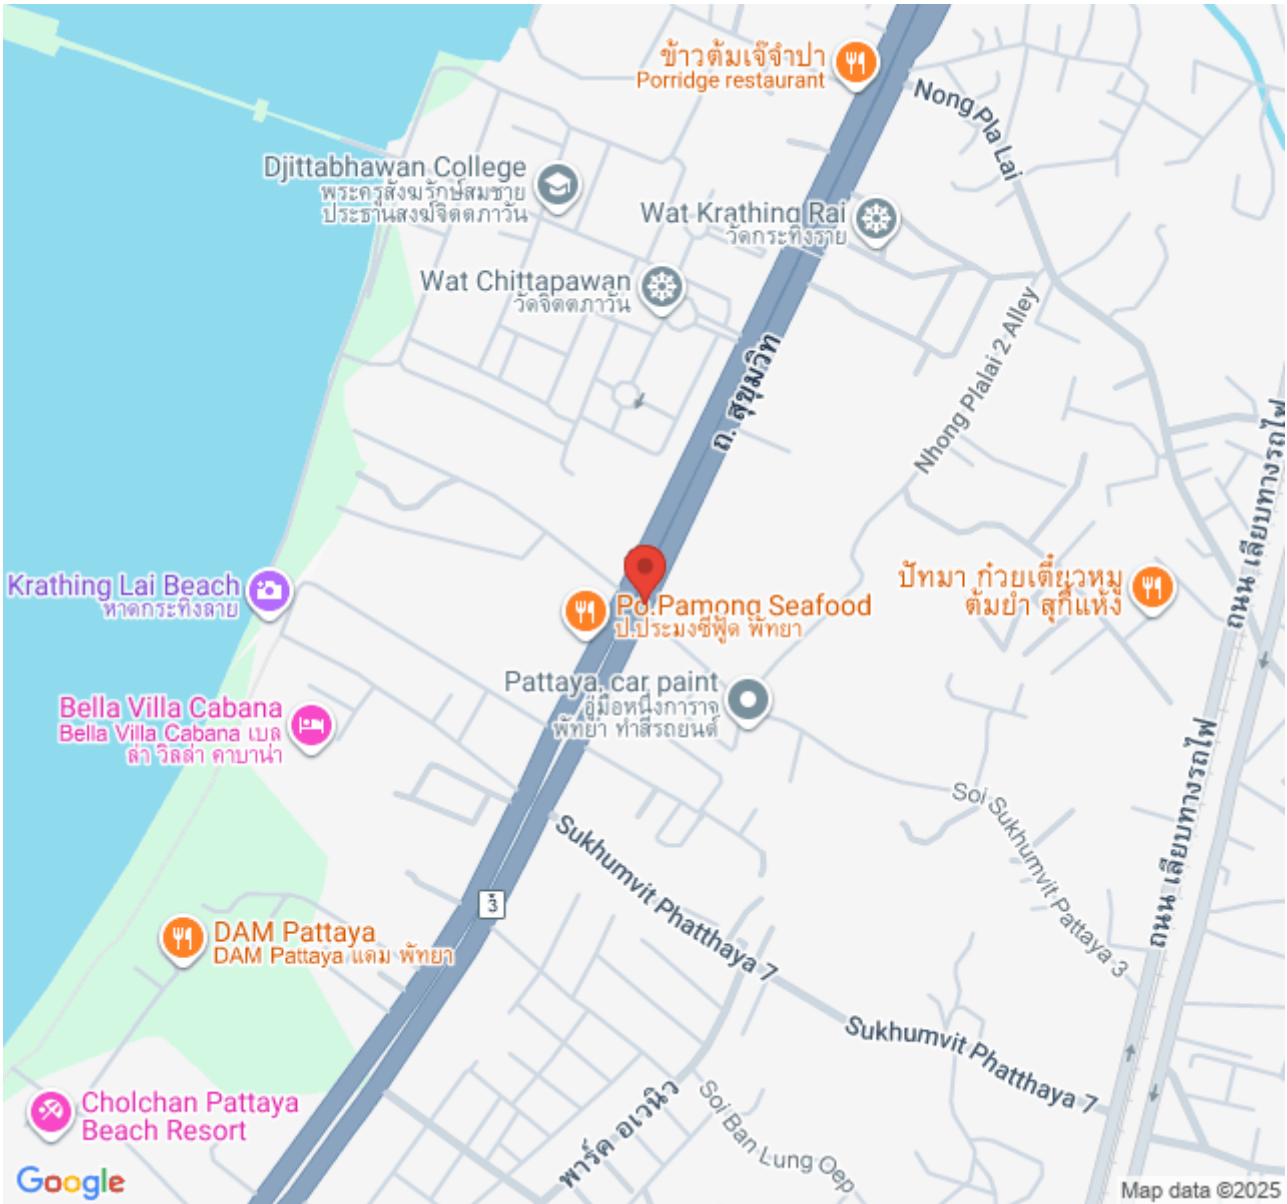 ข้าวต้มเจ๊จำปา
Porridge restaurant
Nong Pla Lai
Djittabhawan College
พระครูสังฆรักษ์สมชาย
ประธานสงฆ์จิตตภาวัน
Wat Krathing Rai
วัดกระทิงราย
Wat Chittapawan
วัดจิตตภาวัน
ถ. สุขุมวิท
Nhong Plalai 2 Alley
ถนน เลียบทางรถไฟ
Krathing Lai Beach
หาดกระทิงลาย
Po.Pamong Seafood
ป.ประมงซีฟู้ด พัทยา
ปัทมา ก๋วยเตี๋ยวหมู
ต้มยำ สุกี้แห้ง
Pattaya. car paint
อู่มือหนึ่งการาจ
พัทยา ทำสีรถยนต์
Bella Villa Cabana
Bella Villa Cabana เบล
ล่า วิลล่า คาบาน่า
ถนน เลียบทางรถไฟ
Soi Sukhumvit Pattaya 3
Sukhumvit Phatthaya 7
3
DAM Pattaya
DAM Pattaya แดม พัทยา
Sukhumvit Phatthaya 7
พาร์ค อเวนิว
Soi Ban Lung Oep
Cholchan Pattaya
Beach Resort
Google
Map data ©2025